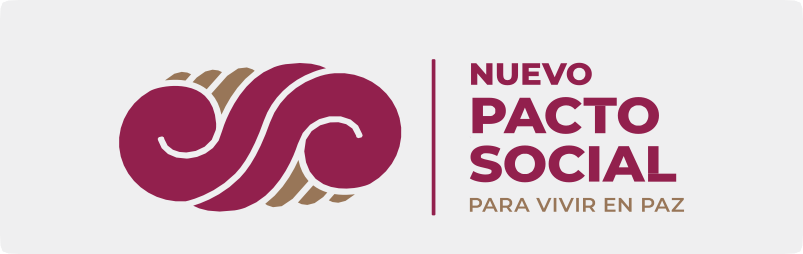 NUEVO
PACTO
SOCIAL
PARA VIVIR EN PAZ